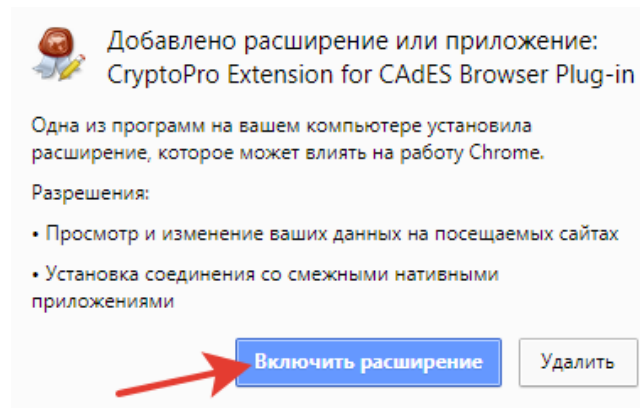 Добавлено расширение или приложение:
CryptoPro Extension for CAdES Browser Plug-in
Одна из программ на вашем компьютере установила
расширение, которое может влиять на работу Chrome.
Разрешения:
• Просмотр и изменение ваших данных на посещаемых сайтах
• Установка соединения со смежными нативными
приложениями
Включить расширение Удалить